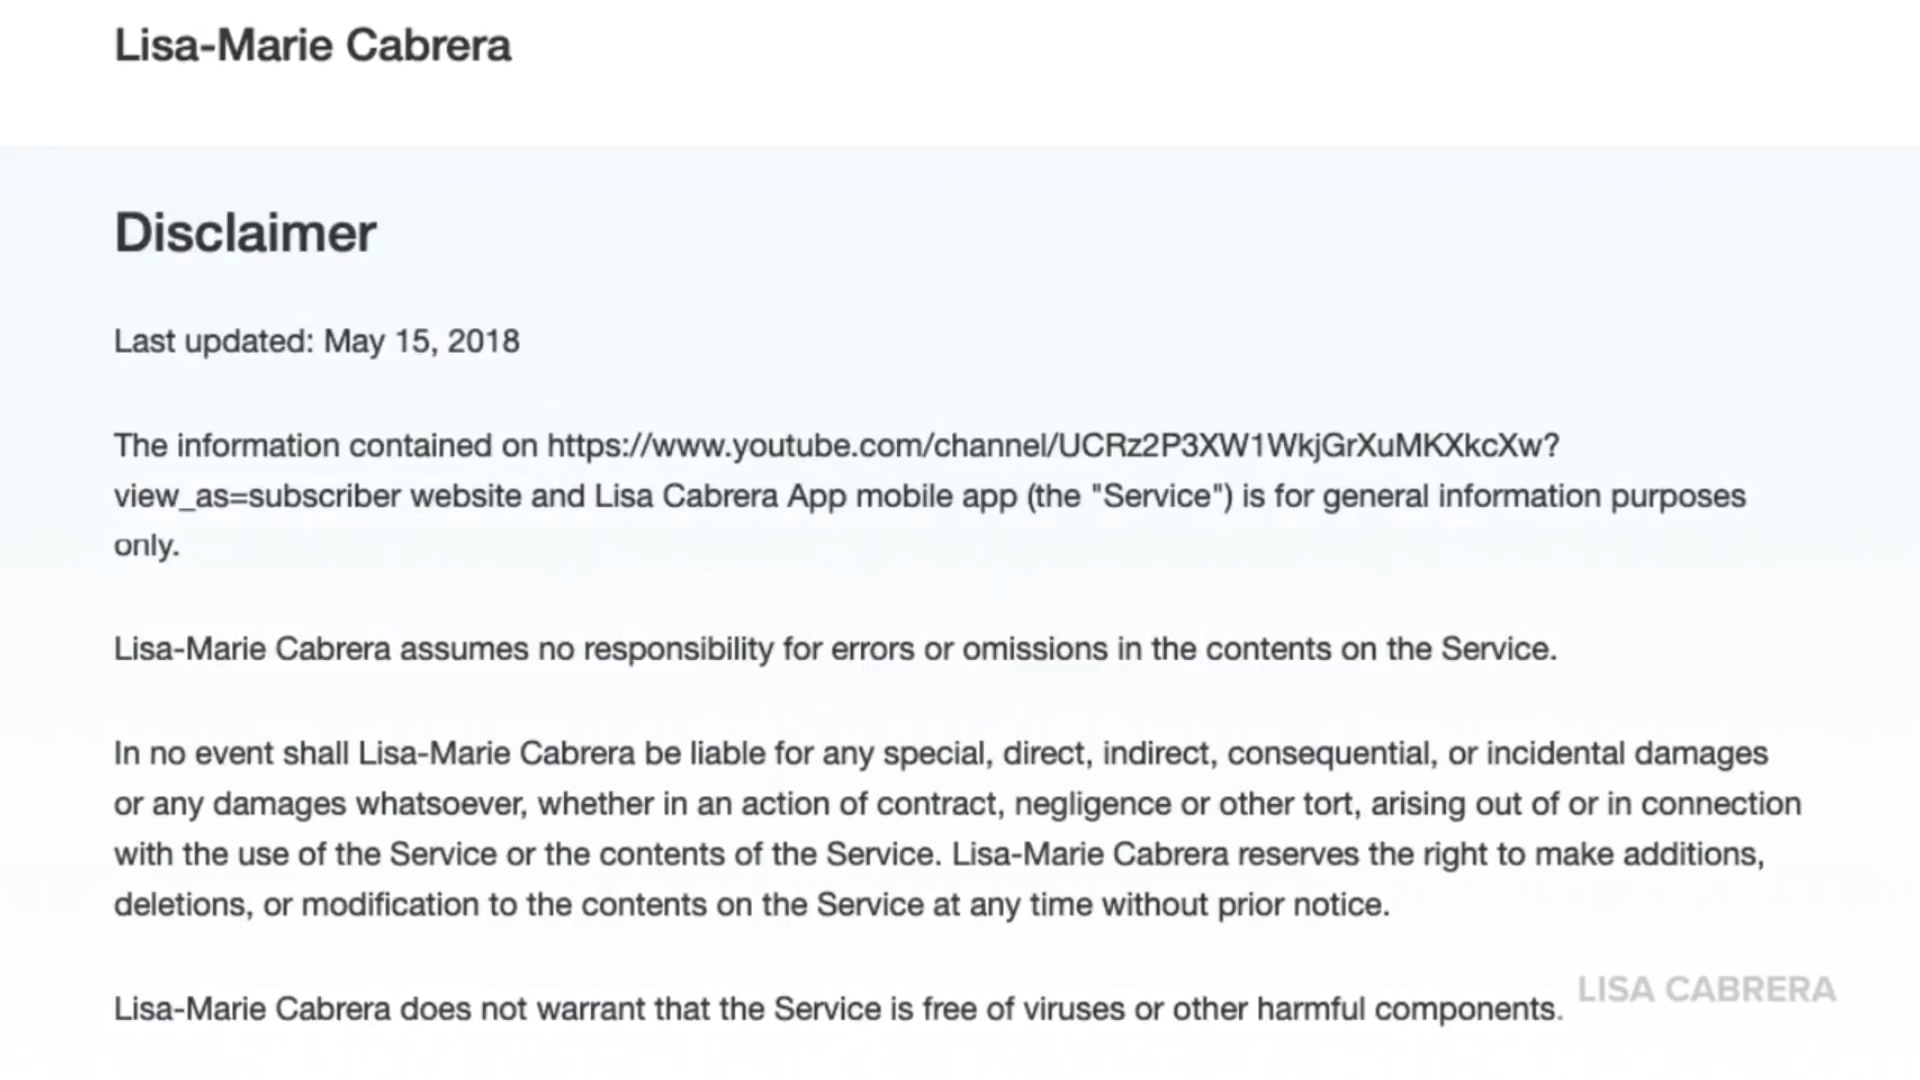 Lisa-Marie Cabrera
Disclaimer
Last updated: May 15, 2018
The information contained on https://www.youtube.com/channel/UCRz2P3XW1WkjGrXuMKXkcXw?
view_as=subscriber website and Lisa Cabrera App mobile app (the "Service") is for general information purposes
only.
Lisa-Marie Cabrera assumes no responsibility for errors or omissions in the contents on the Service.
In no event shall Lisa-Marie Cabrera be liable for any special, direct, indirect, consequential, or incidental damages
or any damages whatsoever, whether in an action of contract, negligence or other tort, arising out of or in connection
with the use of the Service or the contents of the Service. Lisa-Marie Cabrera reserves the right to make additions,
deletions, or modification to the contents on the Service at any time without prior notice.
Lisa-Marie Cabrera does not warrant that the Service is free of viruses or other harmful components.
LISA CABRERA